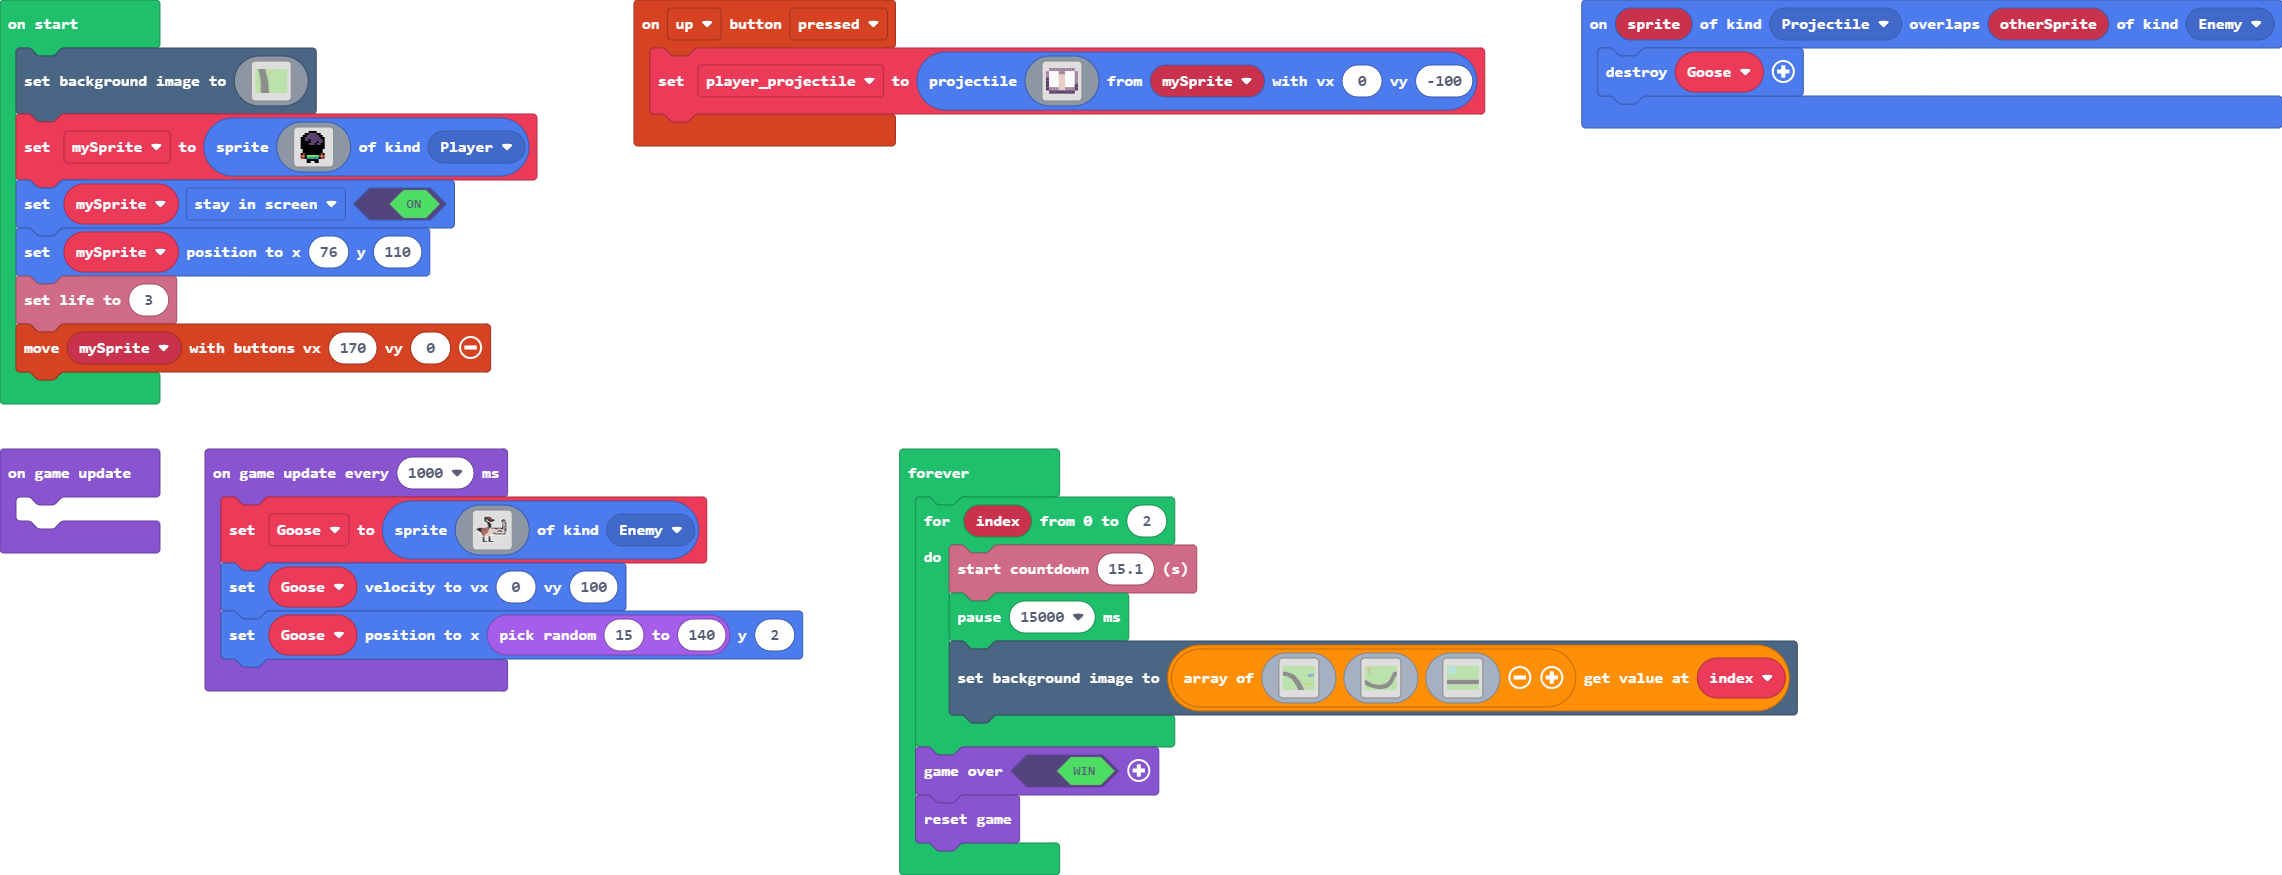 on start
set background image to
set mySprite to sprite of kind Player
set mySprite stay in screen ON
set mySprite position to x 76 y 110
set life to 3
move mySprite with buttons vx 170 vy 0
on up button pressed
set player_projectile to projectile from mySprite with vx 0 vy -100
on sprite of kind Projectile overlaps otherSprite of kind Enemy
destroy Goose
on game update
on game update every 1000 ms
set Goose to sprite of kind Enemy
set Goose velocity to vx 0 vy 100
set Goose position to x pick random 15 to 140 y 2
forever
for index from 0 to 2
do
start countdown 15.1 (s)
pause 15000 ms
set background image to array of get value at index
game over WIN
reset game